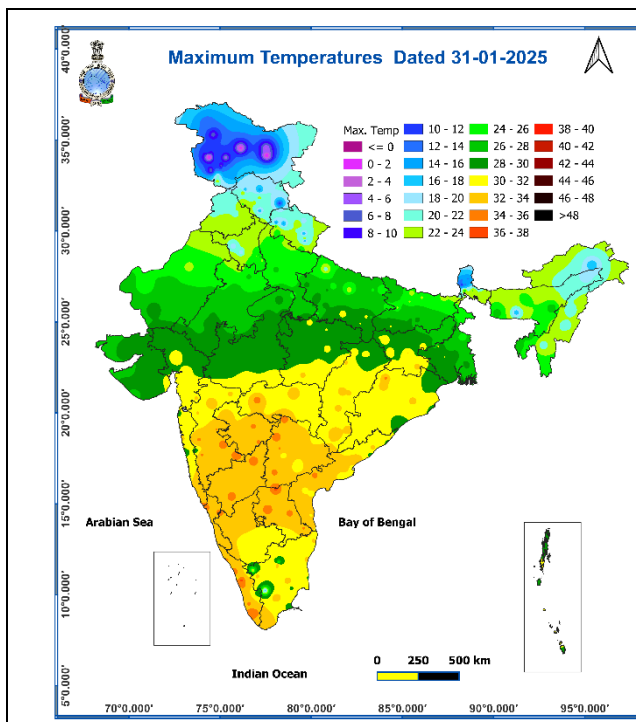 Maximum Temperatures Dated 31-01-2025
Max. Temp
<= 0
0 - 2
2 - 4
4 - 6
6 - 8
8 - 10
10 - 12
12 - 14
14 - 16
16 - 18
18 - 20
20 - 22
22 - 24
24 - 26
26 - 28
28 - 30
30 - 32
32 - 34
34 - 36
36 - 38
38 - 40
40 - 42
42 - 44
44 - 46
46 - 48
>48
40°0.000'
35°0.000'
30°0.000'
25°0.000'
20°0.000'
15°0.000'
10°0.000'
5°0.000'
Arabian Sea
Bay of Bengal
Indian Ocean
0 250 500 km
70°0.000' 75°0.000' 80°0.000' 85°0.000' 90°0.000' 95°0.000'